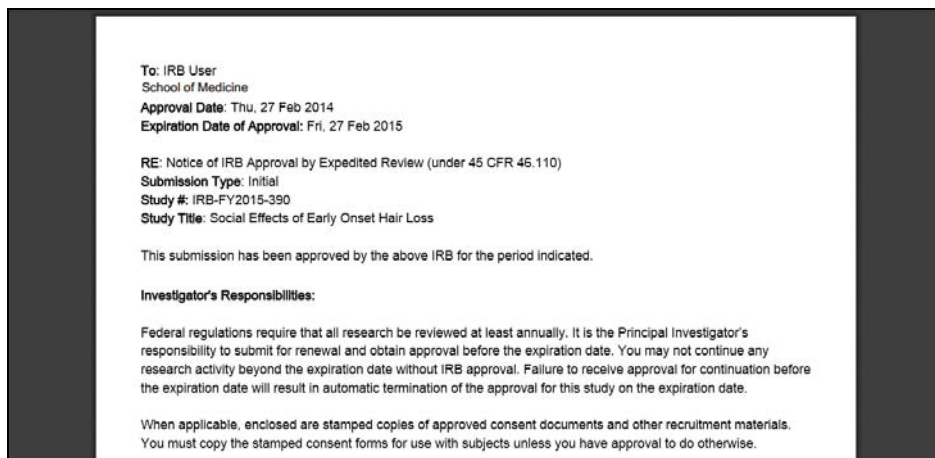 To: IRB User
School of Medicine
Approval Date: Thu, 27 Feb 2014
Expiration Date of Approval: Fri, 27 Feb 2015
RE: Notice of IRB Approval by Expedited Review (under 45 CFR 46.110)
Submission Type: Initial
Study #: IRB-FY2015-390
Study Title: Social Effects of Early Onset Hair Loss
This submission has been approved by the above IRB for the period indicated.
Investigator's Responsibilities:
Federal regulations require that all research be reviewed at least annually. It is the Principal Investigator's
responsibility to submit for renewal and obtain approval before the expiration date. You may not continue any
research activity beyond the expiration date without IRB approval. Failure to receive approval for continuation before
the expiration date will result in automatic termination of the approval for this study on the expiration date.
When applicable, enclosed are stamped copies of approved consent documents and other recruitment materials.
You must copy the stamped consent forms for use with subjects unless you have approval to do otherwise.